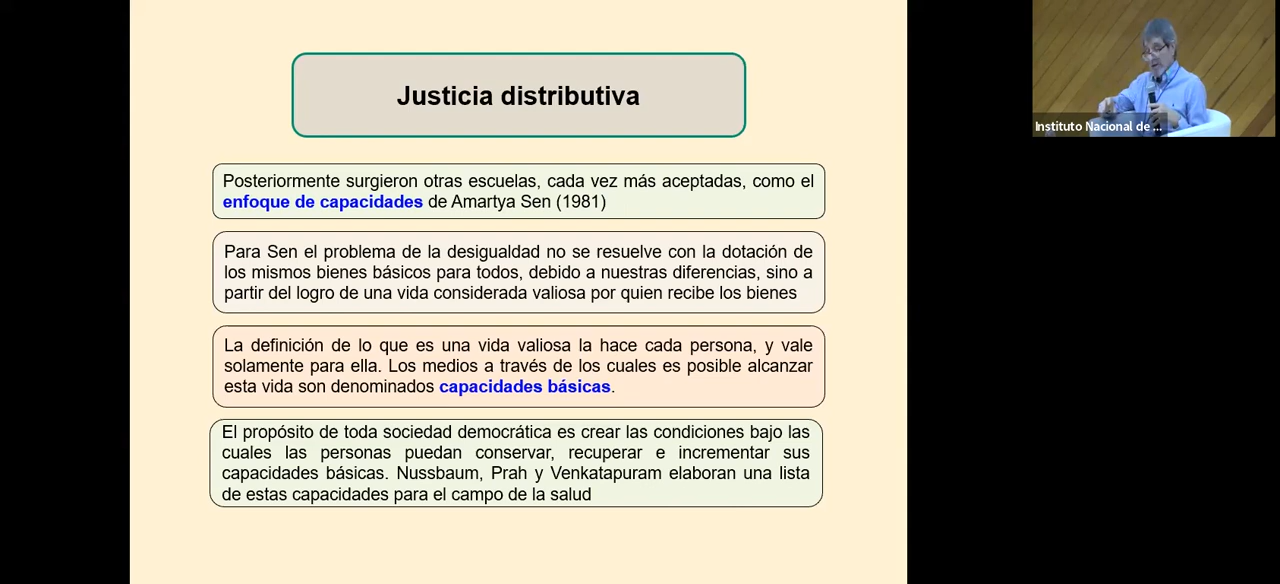 Justicia distributiva
Posteriormente surgieron otras escuelas, cada vez más aceptadas, como el
enfoque de capacidades de Amartya Sen (1981)
Para Sen el problema de la desigualdad no se resuelve con la dotación de
los mismos bienes básicos para todos, debido a nuestras diferencias, sino a
partir del logro de una vida considerada valiosa por quien recibe los bienes
La definición de lo que es una vida valiosa la hace cada persona, y vale
solamente para ella. Los medios a través de los cuales es posible alcanzar
esta vida son denominados capacidades básicas.
El propósito de toda sociedad democrática es crear las condiciones bajo las
cuales las personas puedan conservar, recuperar e incrementar sus
capacidades básicas. Nussbaum, Prah y Venkatapuram elaboran una lista
de estas capacidades para el campo de la salud
Instituto Nacional de ...